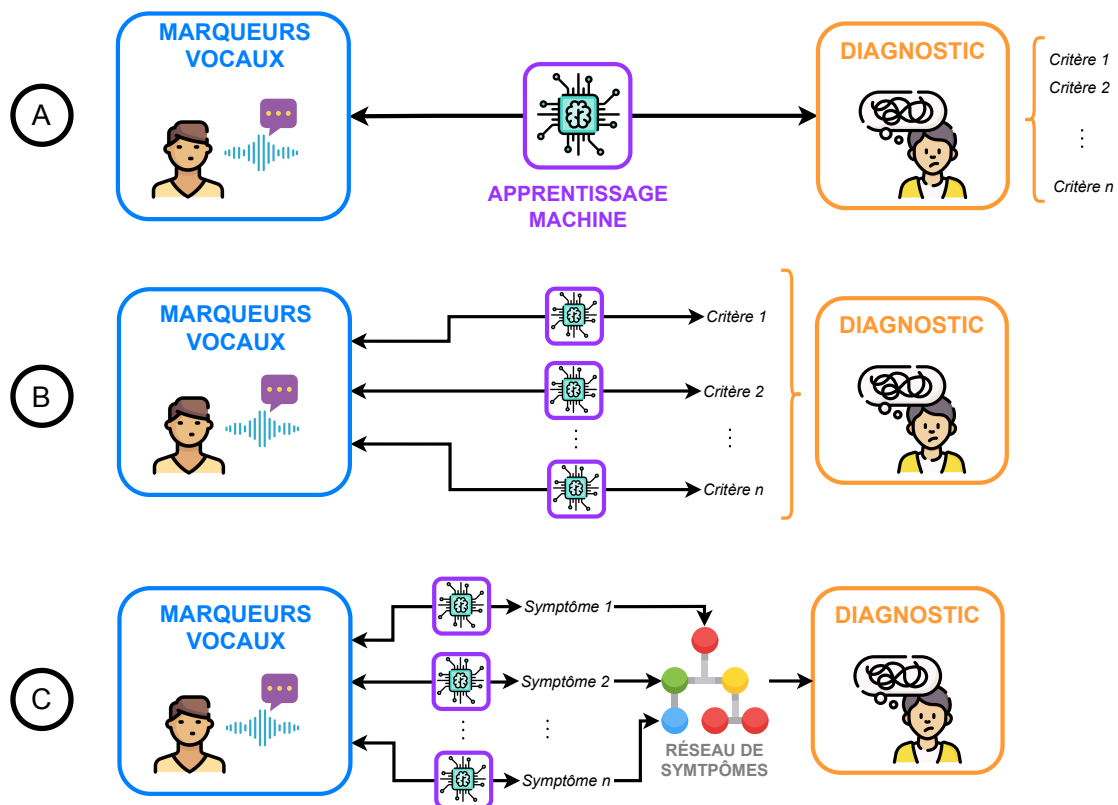 A
MARQUEURS
VOCAUX
APPRENTISSAGE
MACHINE
DIAGNOSTIC
Critère 1
Critère 2
⋮
Critère n
B
MARQUEURS
VOCAUX
⋮
Critère 1
Critère 2
⋮
Critère n
DIAGNOSTIC
C
MARQUEURS
VOCAUX
⋮
Symptôme 1
Symptôme 2
⋮
Symptôme n
RÉSEAU DE
SYMTPÔMES
DIAGNOSTIC